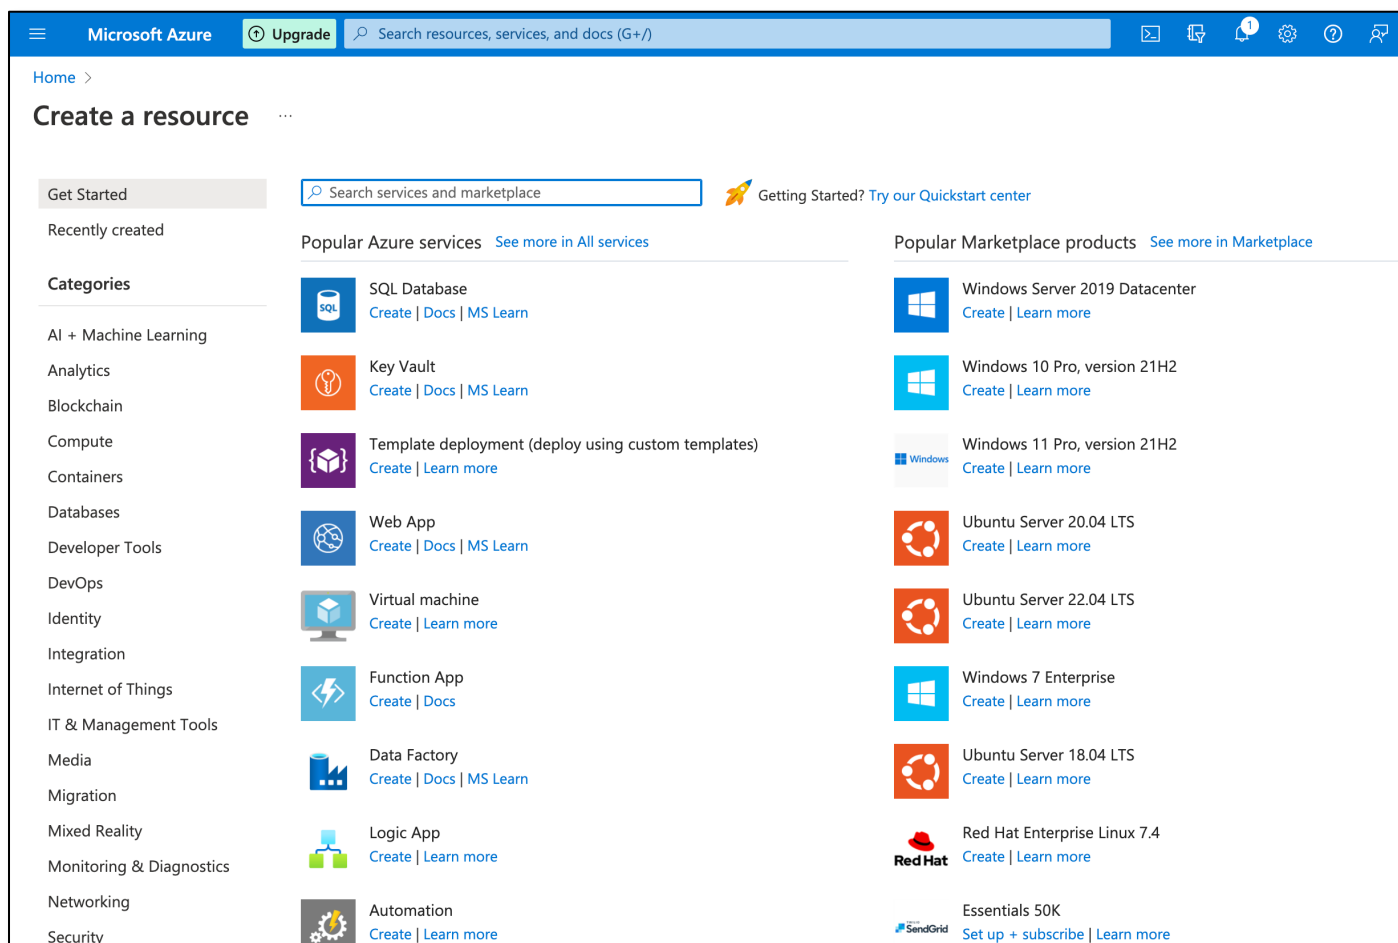 Microsoft Azure
Upgrade
Search resources, services, and docs (G+/)
1
Home
Create a resource
...
Get Started
Recently created
Categories
AI + Machine Learning
Analytics
Blockchain
Compute
Containers
Databases
Developer Tools
DevOps
Identity
Integration
Internet of Things
IT & Management Tools
Media
Migration
Mixed Reality
Monitoring & Diagnostics
Networking
Security
Search services and marketplace
Getting Started? Try our Quickstart center
Popular Azure services See more in All services
SQL
SQL Database
Create | Docs | MS Learn
Key Vault
Create | Docs | MS Learn
Template deployment (deploy using custom templates)
Create | Learn more
Web App
Create | Docs | MS Learn
Virtual machine
Create | Learn more
Function App
Create | Docs
Data Factory
Create | Docs | MS Learn
Logic App
Create | Learn more
Automation
Create | Learn more
Popular Marketplace products See more in Marketplace
Windows Server 2019 Datacenter
Create | Learn more
Windows 10 Pro, version 21H2
Create | Learn more
Windows
Windows 11 Pro, version 21H2
Create | Learn more
Ubuntu Server 20.04 LTS
Create | Learn more
Ubuntu Server 22.04 LTS
Create | Learn more
Windows 7 Enterprise
Create | Learn more
Ubuntu Server 18.04 LTS
Create | Learn more
Red Hat
Red Hat Enterprise Linux 7.4
Create | Learn more
SendGrid
Essentials 50K
Set up + subscribe | Learn more